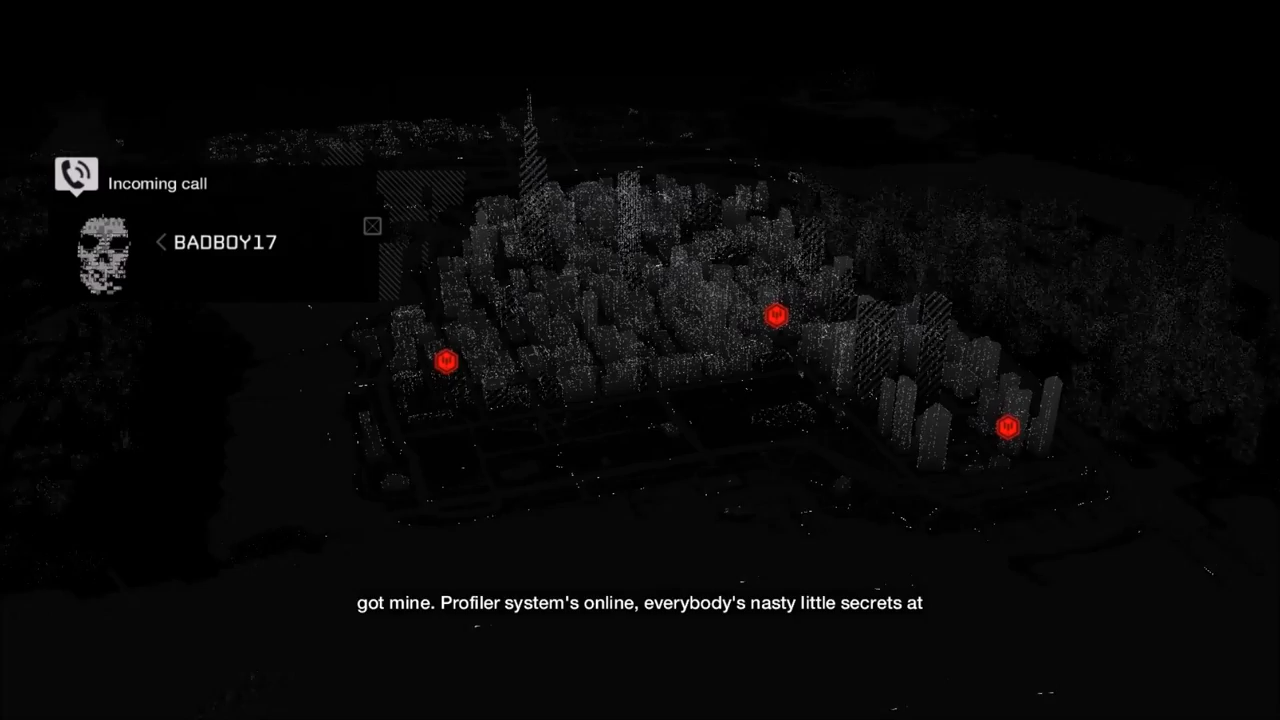 Incoming call
BADBOY17
got mine. Profiler system's online, everybody's nasty little secrets at